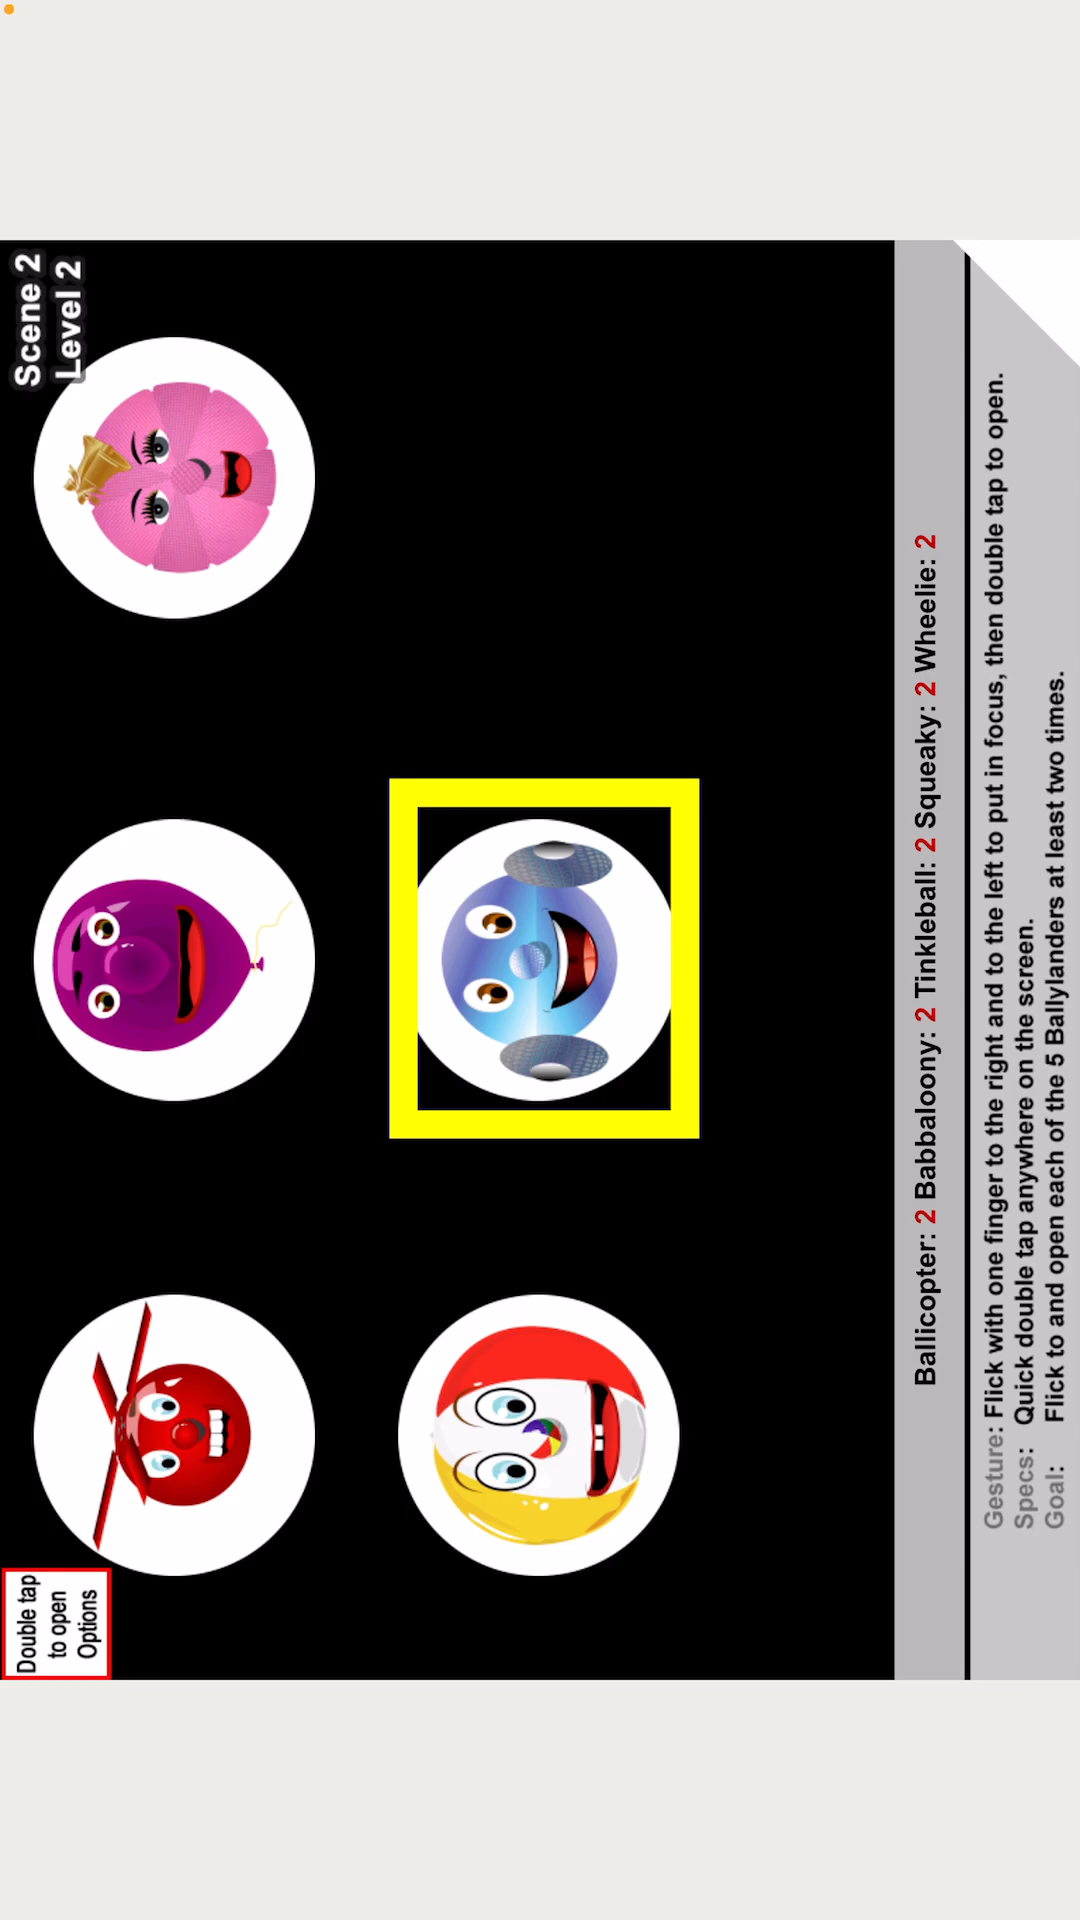 Scene 2
Level 2
Double tap
to open
Options
Ballicopter: 2 Babbaloony: 2 Tinkleball: 2 Squeaky: 2 Wheelie: 2
Gesture: Flick with one finger to the right and to the left to put in focus, then double tap to open.
Specs: Quick double tap anywhere on the screen.
Goal: Flick to and open each of the 5 Ballylanders at least two times.